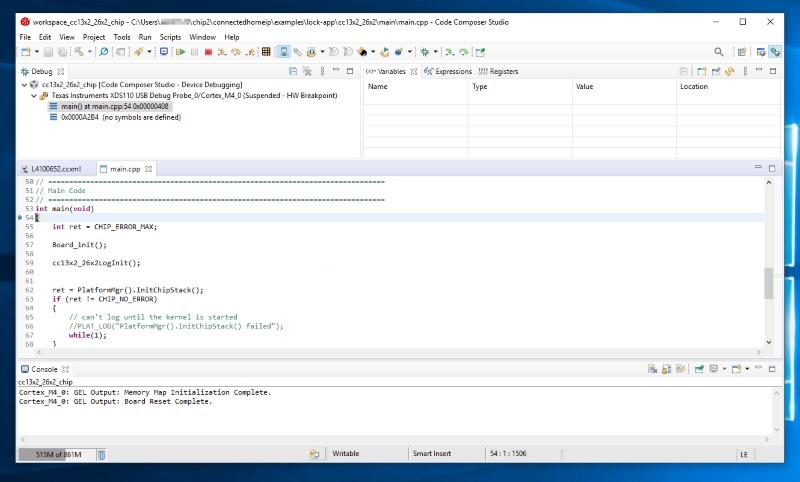 workspace_cc13x2_26x2_chip - C:\Users\ \chip2\connectedhomeip\examples\lock-app\cc13x2_26x2\main\main.cpp - Code Composer Studio
File Edit View Project Tools Run Scripts Window Help
Debug
(x)= Variables Expressions Registers
cc13x2_26x2_chip [Code Composer Studio - Device Debugging]
Texas Instruments XDS110 USB Debug Probe_0/Cortex_M4_0 (Suspended - HW Breakpoint)
main() at main.cpp:54 0x00000408
0x0000A2B4 (no symbols are defined)
Name Type Value Location
L4100652.ccxml main.cpp
50 // ================================================================================
51 // Main Code
52 // ================================================================================
53 int main(void)
54 {
55 int ret = CHIP_ERROR_MAX;
56
57 Board_init();
58
59 cc13x2_26x2LogInit();
60
61
62 ret = PlatformMgr().InitChipStack();
63 if (ret != CHIP_NO_ERROR)
64 {
65 // can't log until the kernel is started
66 //PLAT_LOG("PlatformMgr().InitChipStack() failed");
67 while(1);
68 }
Console
cc13x2_26x2_chip
Cortex_M4_0: GEL Output: Memory Map Initialization Complete.
Cortex_M4_0: GEL Output: Board Reset Complete.
515M of 861M Writable Smart Insert 54 : 1 : 1506 LE